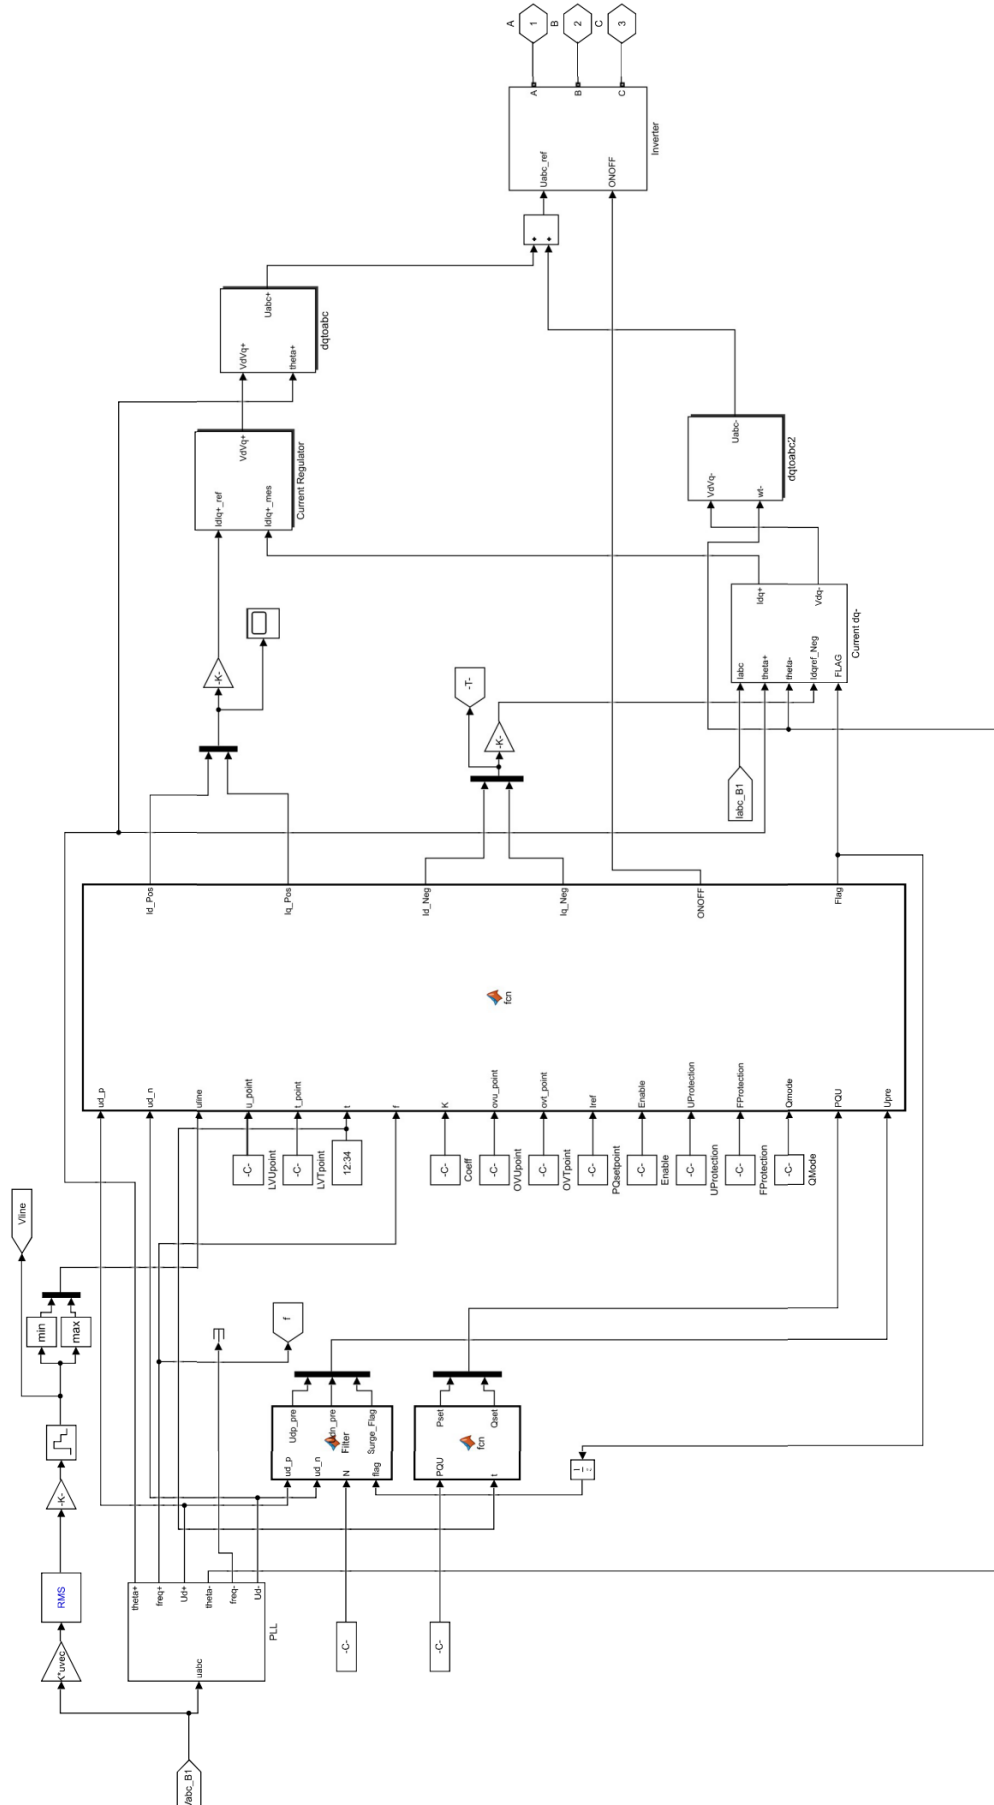 Vabc_B1
K*uvec
RMS
-K-
min
max
Vline
uabc
theta+
freq+
Ud+
theta-
freq-
Ud-
PLL
-C-
-C-
ud_p
ud_n
N
flag
Udp_pre
Surge_Flag
Filter
PQU
t
Pset
Qset
fcn
f
-C-
LVUpoint
-C-
LVTpoint
12:34
-C-
Coeff
-C-
OVUpoint
-C-
OVTpoint
-C-
PQsetpoint
-C-
Enable
-C-
UProtection
-C-
FProtection
-C-
QMode
ud_p
ud_n
uline
u_point
t_point
t
f
K
ovu_point
ovt_point
Iref
Enable
UProtection
FProtection
Qmode
PQU
Upre
fcn
Id_Pos
Iq_Pos
Id_Neg
Iq_Neg
ONOFF
Flag
-K-
-T-
-K-
Iabc_B1
Iabc
theta+
theta-
Idqref_Neg
FLAG
Idq+
Vdq-
Current dq-
IdIq+_ref
IdIq+_mes
VdVq+
Current Regulator
VdVq+
theta+
Uabc+
dqtoabc
VdVq-
wt-
Uabc-
dqtoabc2
Uabc_ref
ONOFF
A
B
C
Inverter
A
1
B
2
C
3